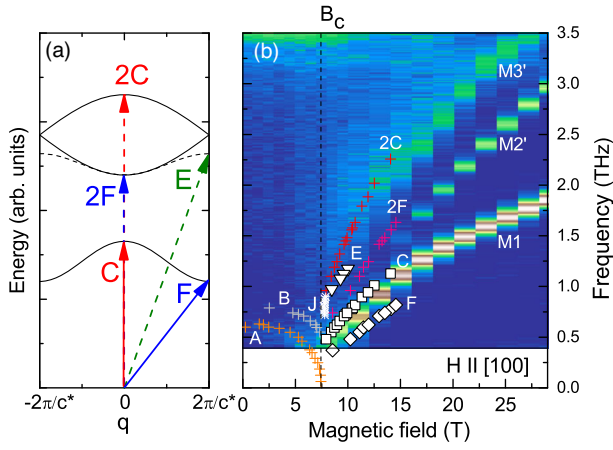 B_c
(a)
(b)
3.5
3.0
2.5
2.0
1.5
1.0
0.5
0.0
Frequency (THz)
Energy (arb. units)
2C
2F
E
C
F
-2π/c*
0
2π/c*
q
M3'
2C
M2'
2F
E
M1
C
B
J
F
A
H II [100]
0
5
10
15
20
25
Magnetic field (T)